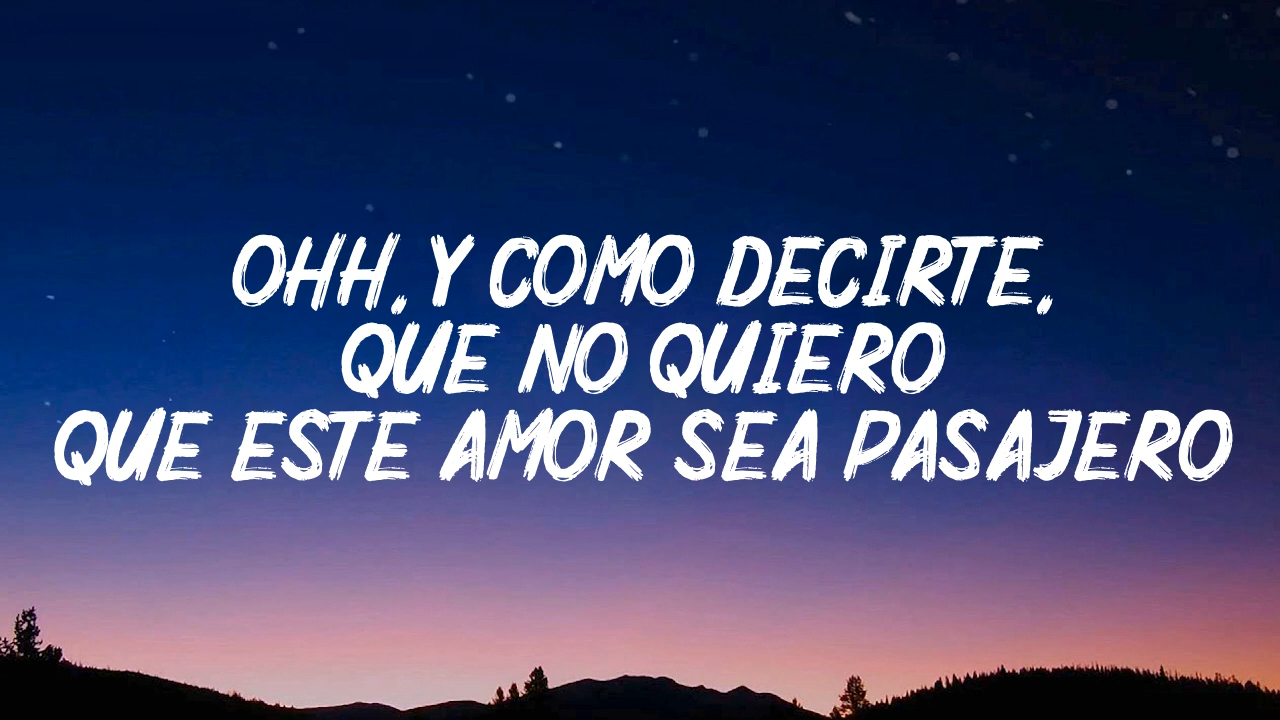 OHH, Y COMO DECIRTE,
QUE NO QUIERO
QUE ESTE AMOR SEA PASAJERO